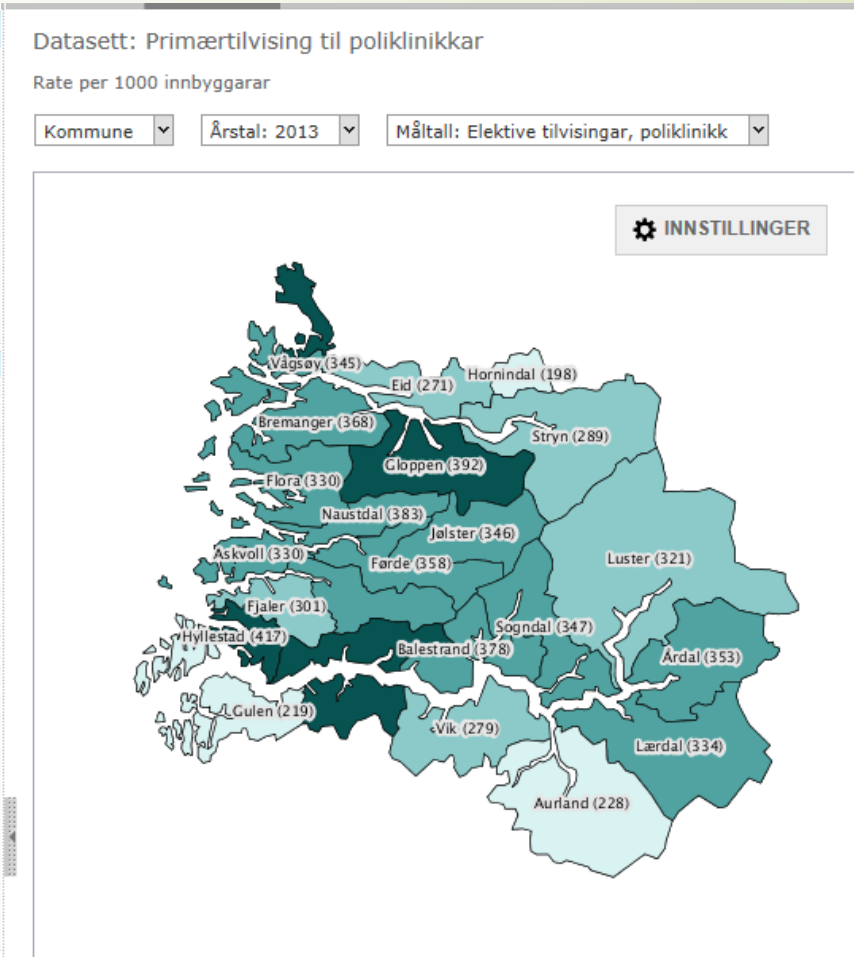 Datasett: Primærtilvising til poliklinikkar
Rate per 1000 innbyggarar
Kommune
Årstal: 2013
Måltall: Elektive tilvisingar, poliklinikk
INNSTILLINGER
Vågsøy (345)
Eid (271)
Hornindal (198)
Bremanger (368)
Stryn (289)
Gloppen (392)
Flora (330)
Naustdal (383)
Jølster (346)
Askvoll (330)
Førde (358)
Luster (321)
Fjaler (301)
Hyllestad (417)
Sogndal (347)
Balestrand (378)
Årdal (353)
Gulen (219)
Vik (279)
Lærdal (334)
Aurland (228)